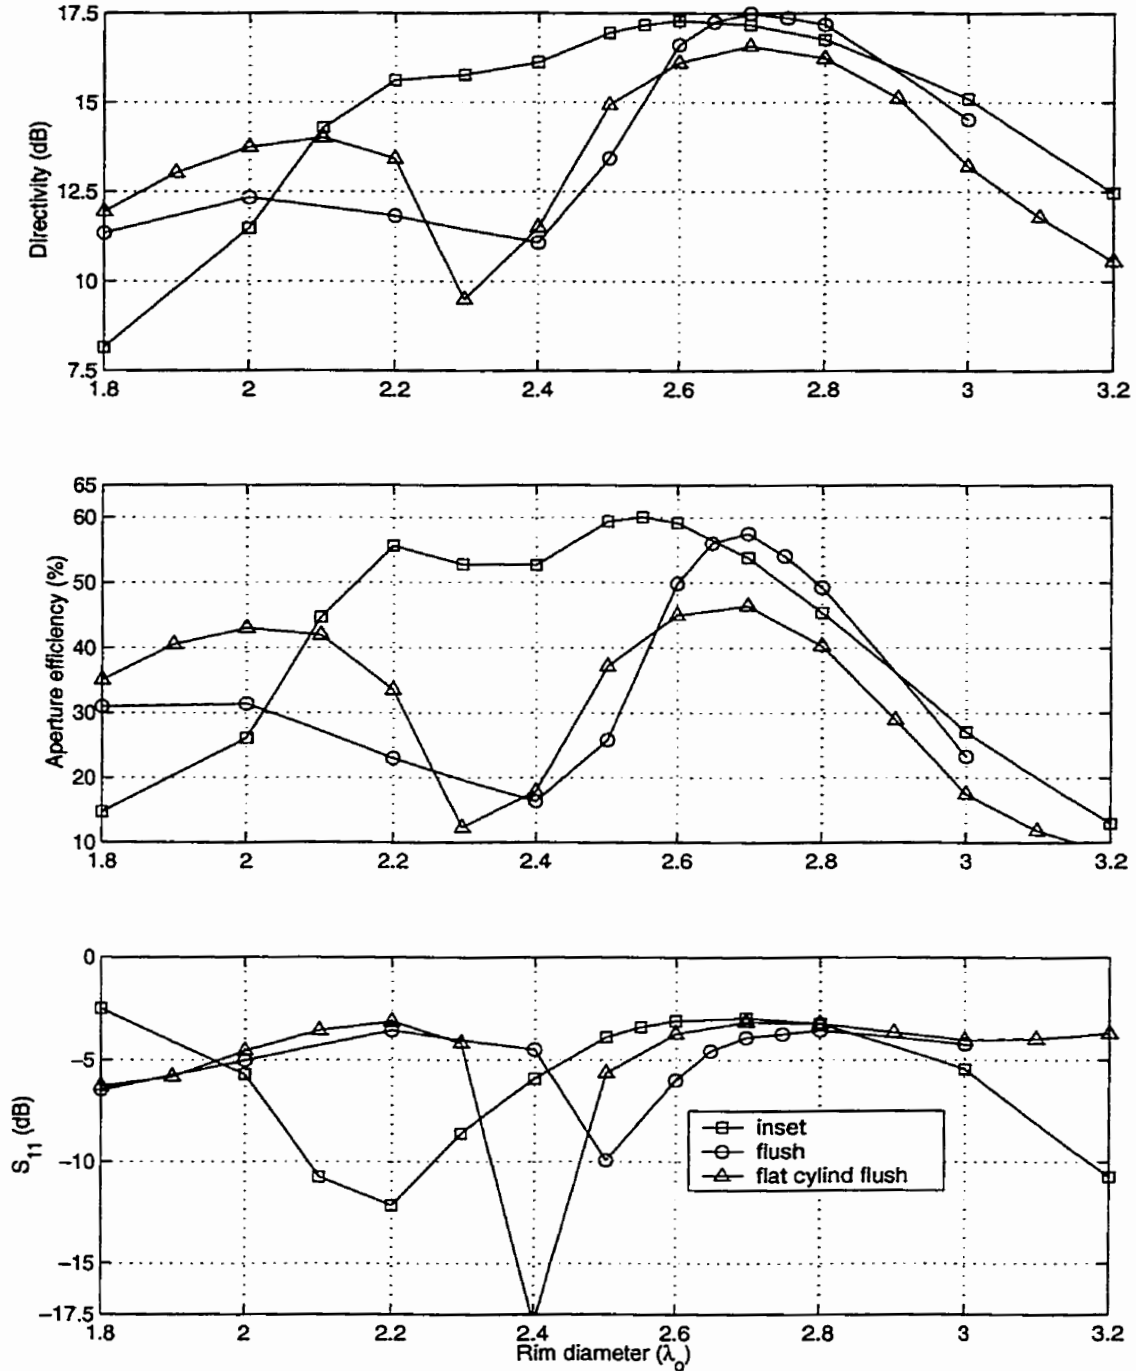 17.5
15
12.5
10
7.5
Directivity (dB)
1.8 2 2.2 2.4 2.6 2.8 3 3.2
65
60
50
40
30
20
10
Aperture efficiency (%)
1.8 2 2.2 2.4 2.6 2.8 3 3.2
0
−5
−10
−15
−17.5
S11 (dB)
inset
flush
flat cylind flush
1.8 2 2.2 2.4 2.6 2.8 3 3.2
Rim diameter (λo)